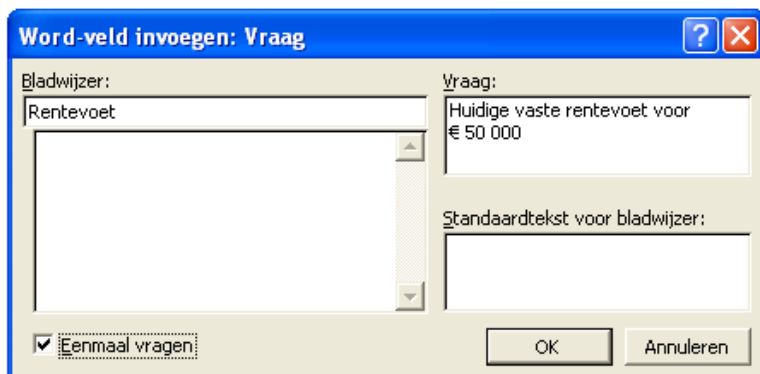 Word-veld invoegen: Vraag
Bladwijzer:
Rentevoet
Vraag:
Huidige vaste rentevoet voor
€ 50 000
Standaardtekst voor bladwijzer:
Eenmaal vragen
OK
Annuleren